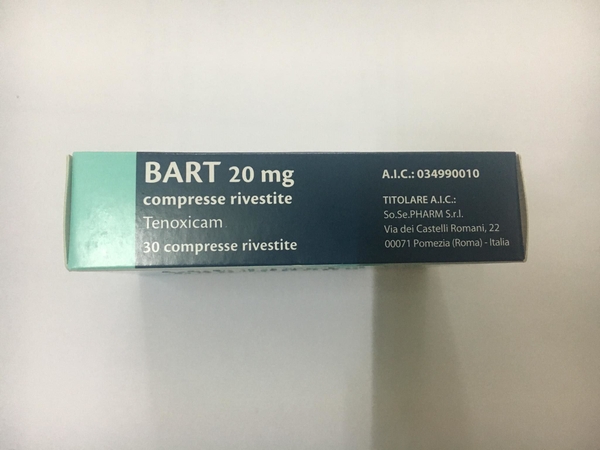 BART 20 mg
compresse rivestite
Tenoxicam
30 compresse rivestite
A.I.C.: 034990010
TITOLARE A.I.C.:
So.Se.PHARM S.r.l.
Via dei Castelli Romani, 22
00071 Pomezia (Roma) - Italia